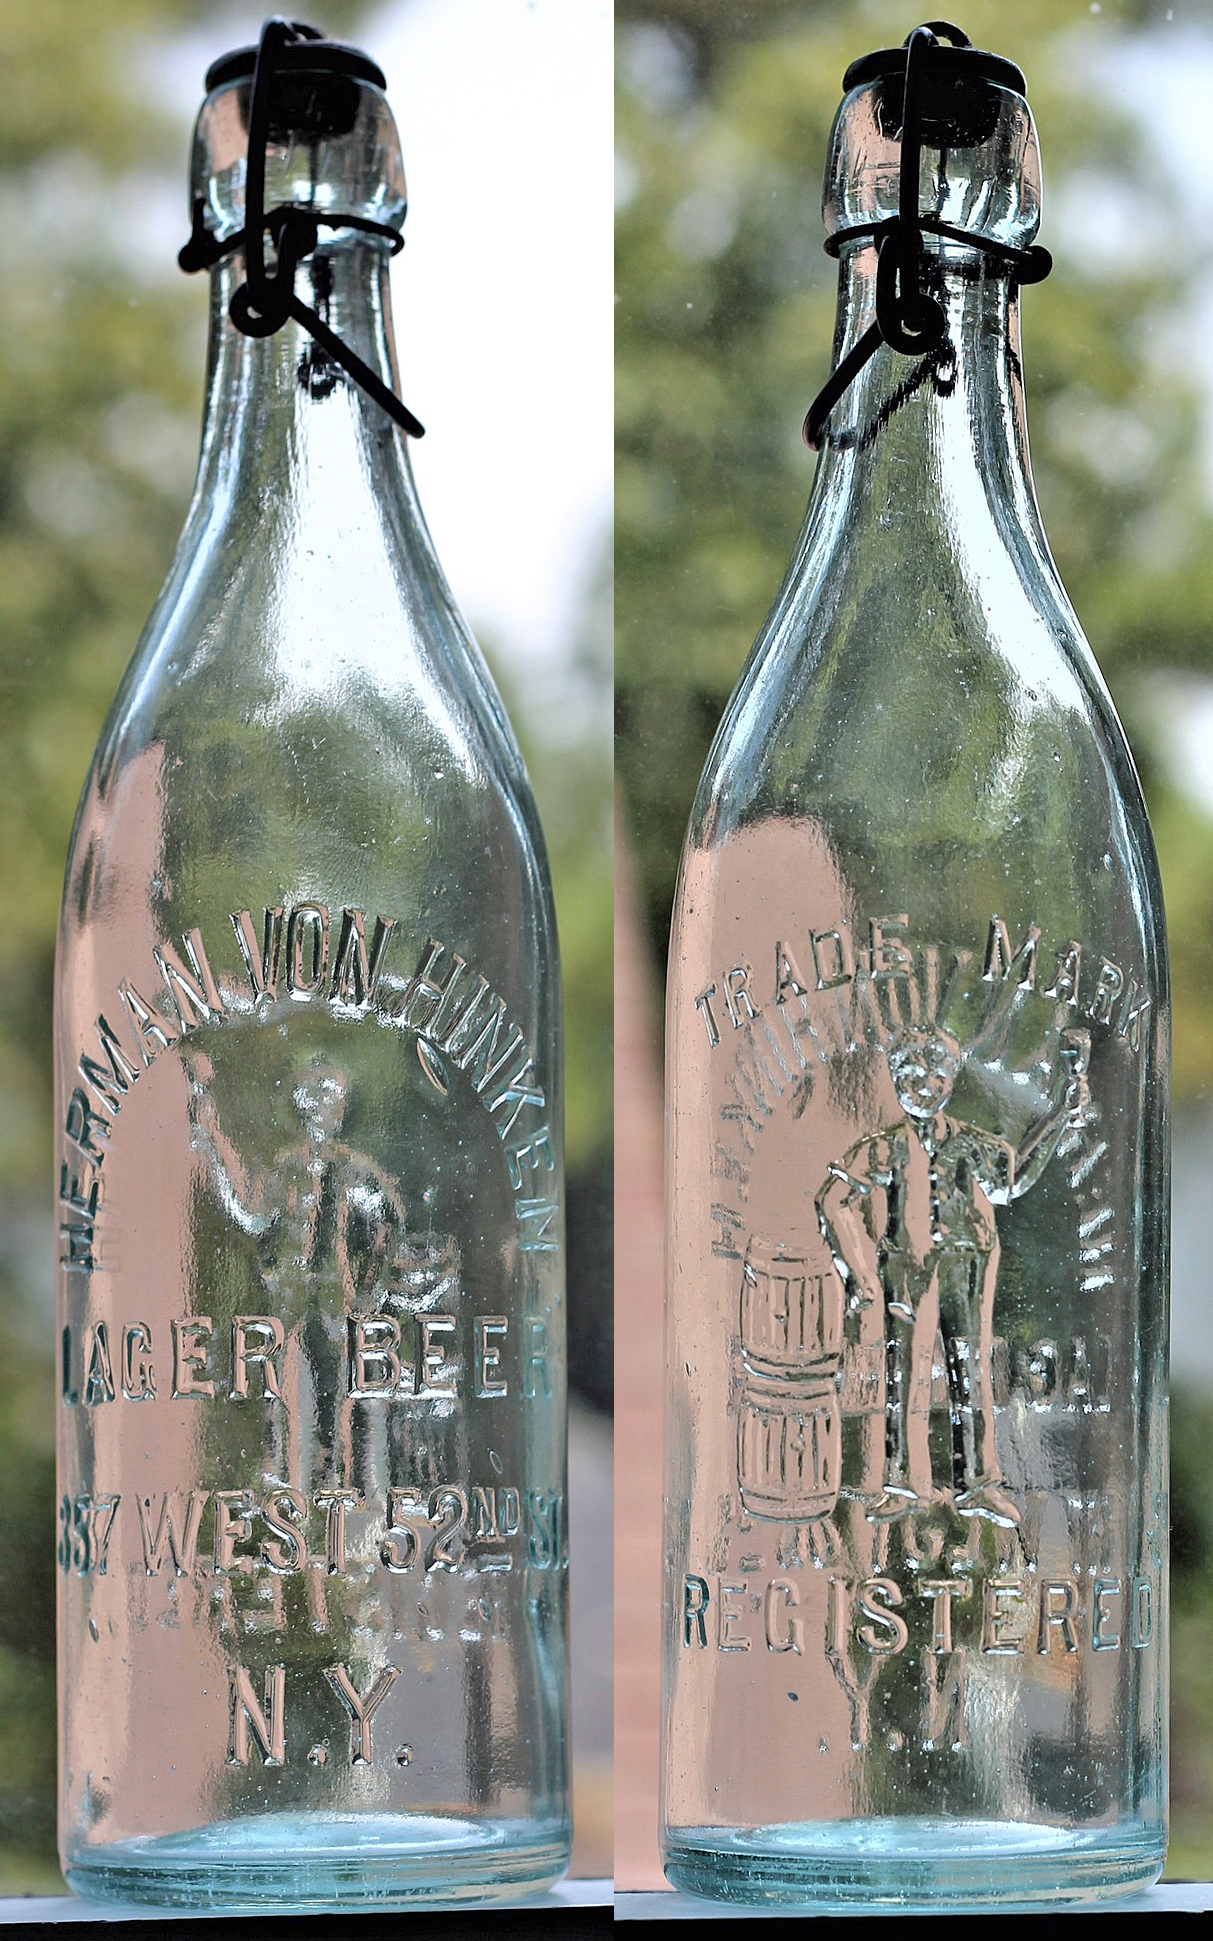 HERMAN VON HINKEN
LAGER BEER
357 WEST 52ND ST.
N.Y.
TRADE MARK
REGISTERED